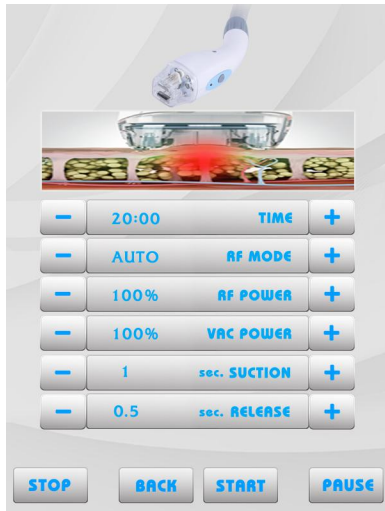 − 20:00 TIME +
− AUTO RF MODE +
− 100% RF POWER +
− 100% VAC POWER +
− 1 sec. SUCTION +
− 0.5 sec. RELEASE +
STOP BACK START PAUSE